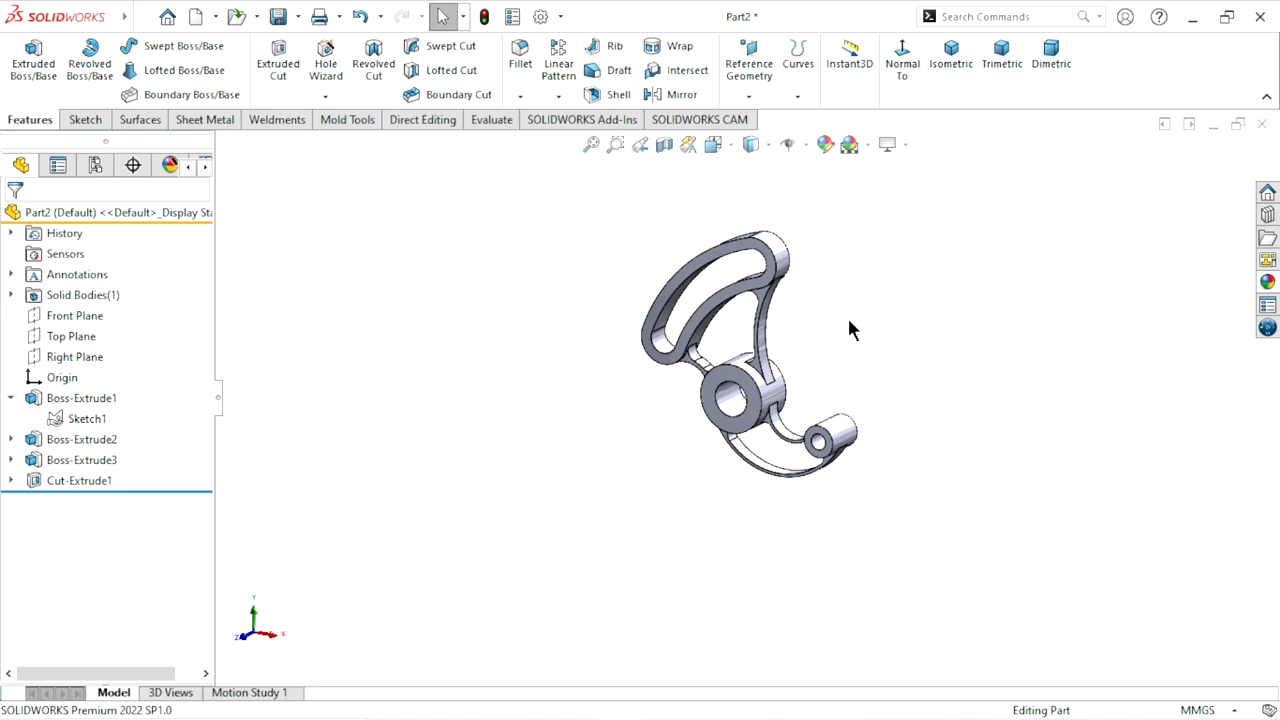 SOLIDWORKS
Part2 *
Search Commands
Extruded Boss/Base
Revolved Boss/Base
Swept Boss/Base
Lofted Boss/Base
Boundary Boss/Base
Extruded Cut
Hole Wizard
Revolved Cut
Swept Cut
Lofted Cut
Boundary Cut
Fillet
Linear Pattern
Rib
Draft
Shell
Wrap
Intersect
Mirror
Reference Geometry
Curves
Instant3D
Normal To
Isometric
Trimetric
Dimetric
Features
Sketch
Surfaces
Sheet Metal
Weldments
Mold Tools
Direct Editing
Evaluate
SOLIDWORKS Add-Ins
SOLIDWORKS CAM
Part2 (Default) <<Default>_Display Sta
History
Sensors
Annotations
Solid Bodies(1)
Front Plane
Top Plane
Right Plane
Origin
Boss-Extrude1
Sketch1
Boss-Extrude2
Boss-Extrude3
Cut-Extrude1
Y
Z
X
Model
3D Views
Motion Study 1
SOLIDWORKS Premium 2022 SP1.0
Editing Part
MMGS